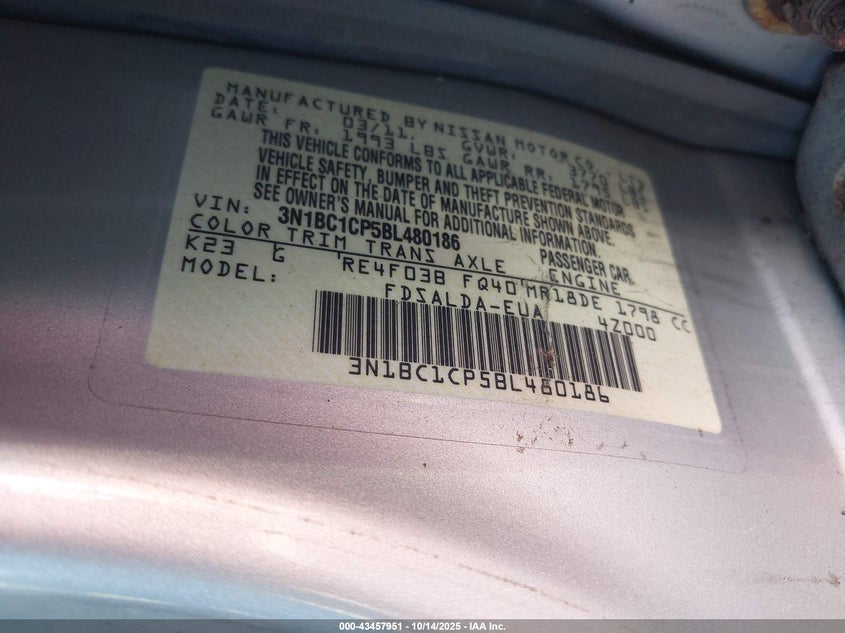 MANUFACTURED BY NISSAN MOTOR CO., LTD
DATE: 03/11 GVWR: 3770 LBS
GAWR FR: 1993 LBS GAWR RR: 1793 LBS
THIS VEHICLE CONFORMS TO ALL APPLICABLE FEDERAL MOTOR
VEHICLE SAFETY, BUMPER AND THEFT PREVENTION STANDARDS
IN EFFECT ON THE DATE OF MANUFACTURE SHOWN ABOVE.
SEE OWNER'S MANUAL FOR ADDITIONAL INFORMATION.
VIN: 3N1BC1CP5BL480186 PASSENGER CAR
COLOR TRIM TRANS AXLE ENGINE
K23 G RE4F03B FQ40 MR18DE 1798 CC
MODEL: FDSALDA-EUA 4Z000
3N1BC1CP5BL480186
000-43457951 | 10/14/2025 - IAA Inc.